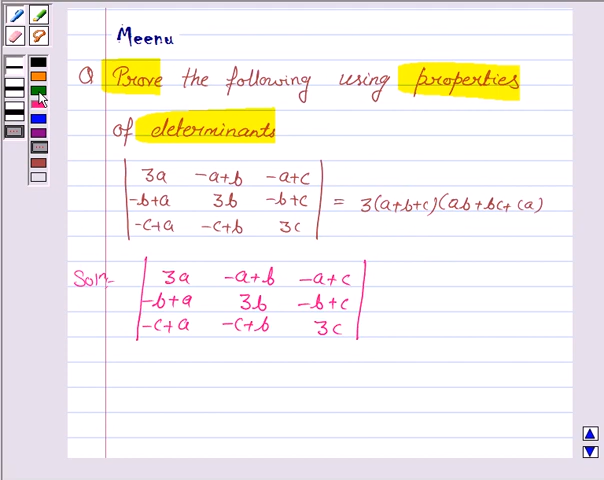 Meenu
Q Prove the following using properties
of determinants
| 3a -a+b -a+c |
| -b+a 3b -b+c | = 3(a+b+c)(ab+bc+ca)
| -c+a -c+b 3c |
Soln:- | 3a -a+b -a+c |
| -b+a 3b -b+c |
| -c+a -c+b 3c |